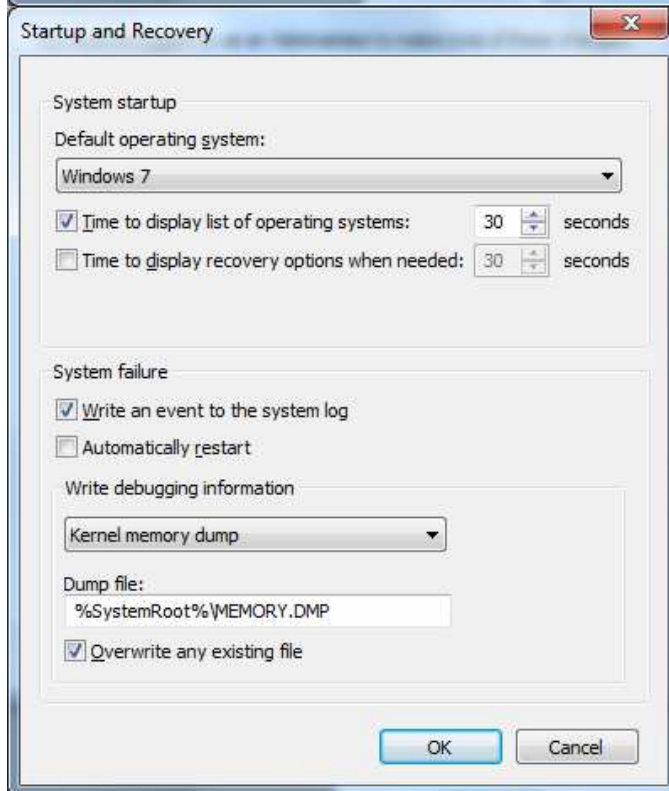 Startup and Recovery
System startup
Default operating system:
Windows 7
Time to display list of operating systems: 30 seconds
Time to display recovery options when needed: 30 seconds
System failure
Write an event to the system log
Automatically restart
Write debugging information
Kernel memory dump
Dump file:
%SystemRoot%\MEMORY.DMP
Overwrite any existing file
OK Cancel